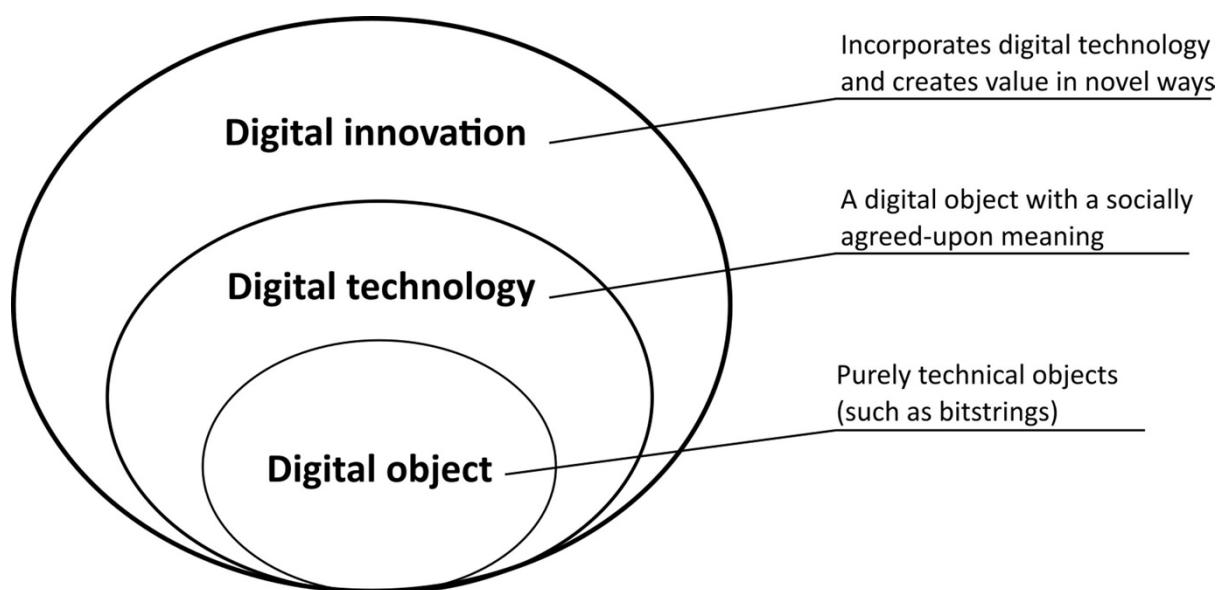 Incorporates digital technology
and creates value in novel ways
Digital innovation
A digital object with a socially
agreed-upon meaning
Digital technology
Purely technical objects
(such as bitstrings)
Digital object